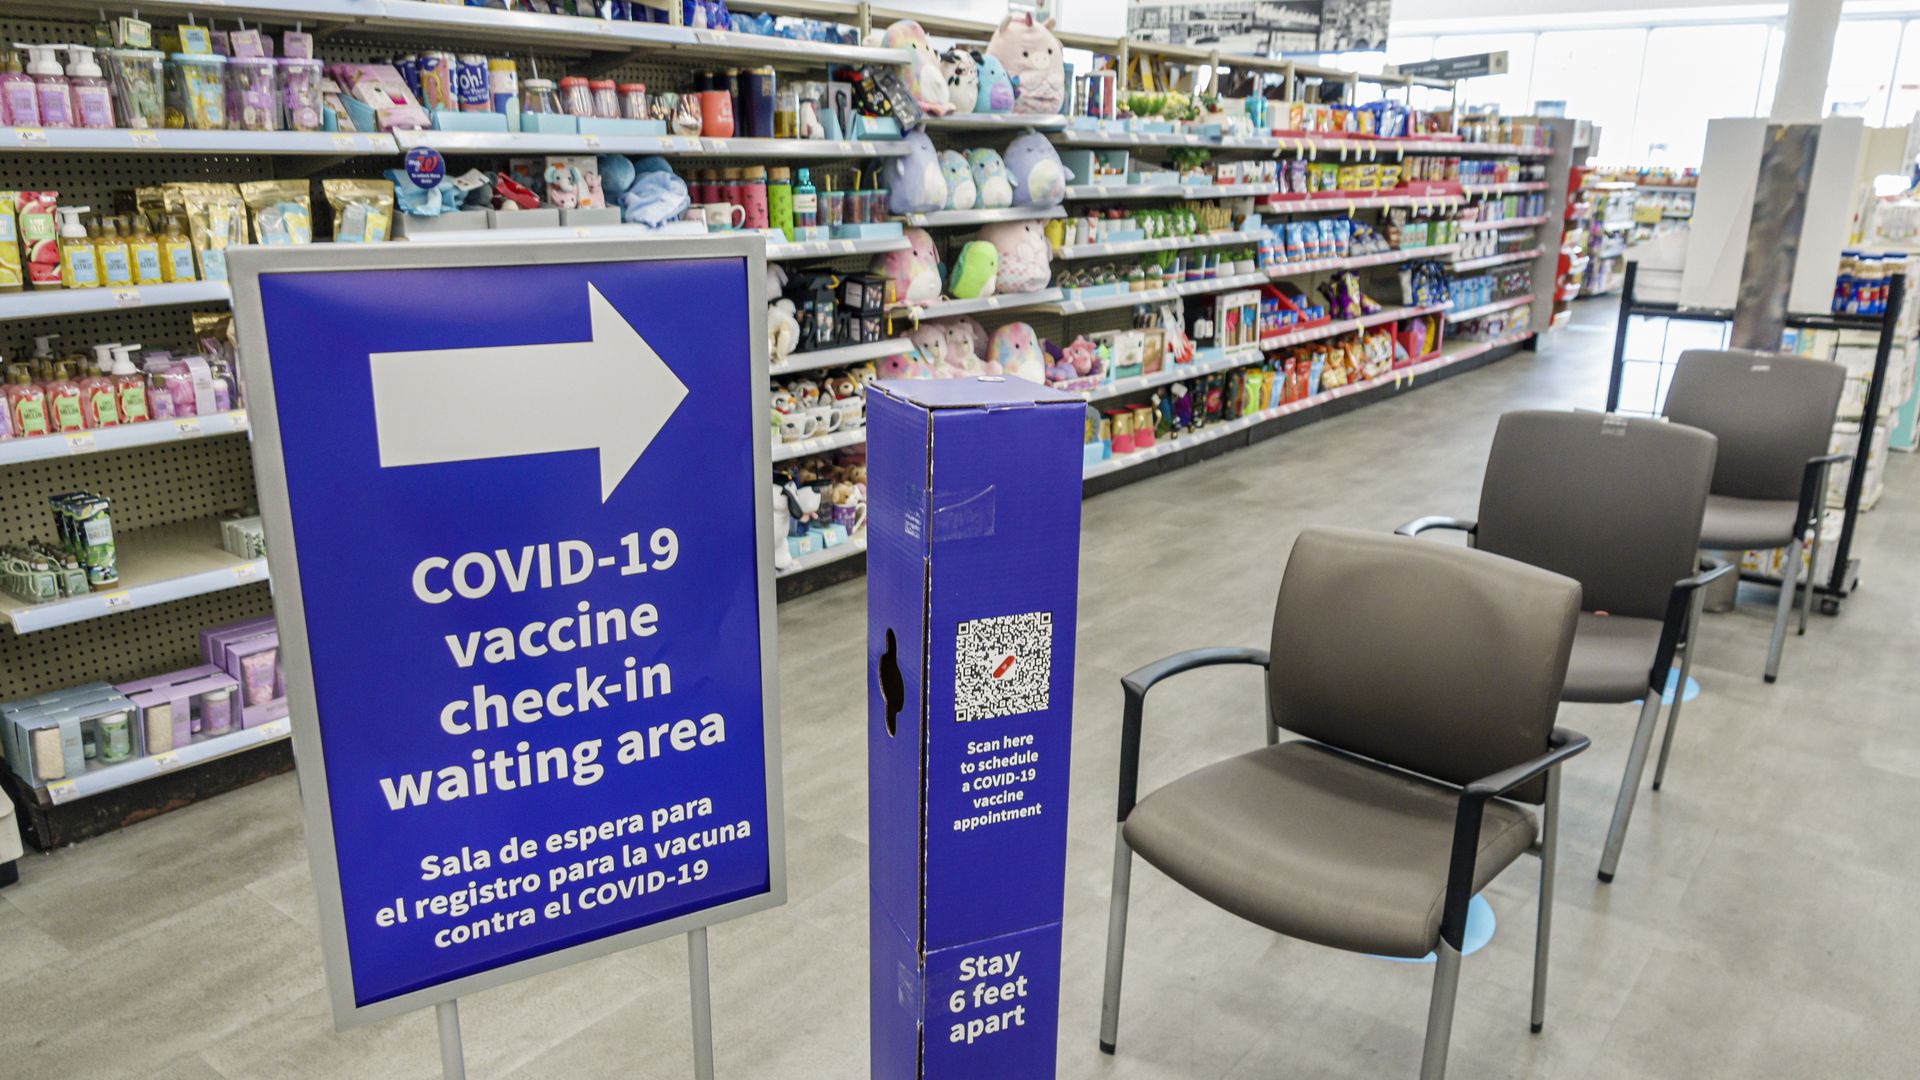 COVID-19
vaccine
check-in
waiting area
Sala de espera para
el registro para la vacuna
contra el COVID-19
Scan here
to schedule
a COVID-19
vaccine
appointment
Stay
6 feet
apart